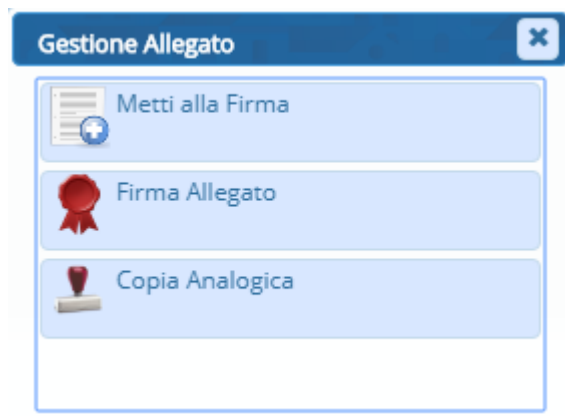 Gestione Allegato
Metti alla Firma
Firma Allegato
Copia Analogica